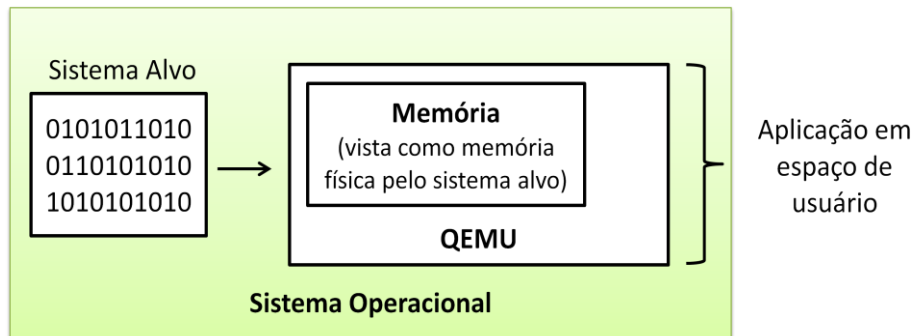 Sistema Alvo
0101011010
0110101010
1010101010
Memória
(vista como memória
física pelo sistema alvo)
QEMU
Aplicação em
espaço de
usuário
Sistema Operacional